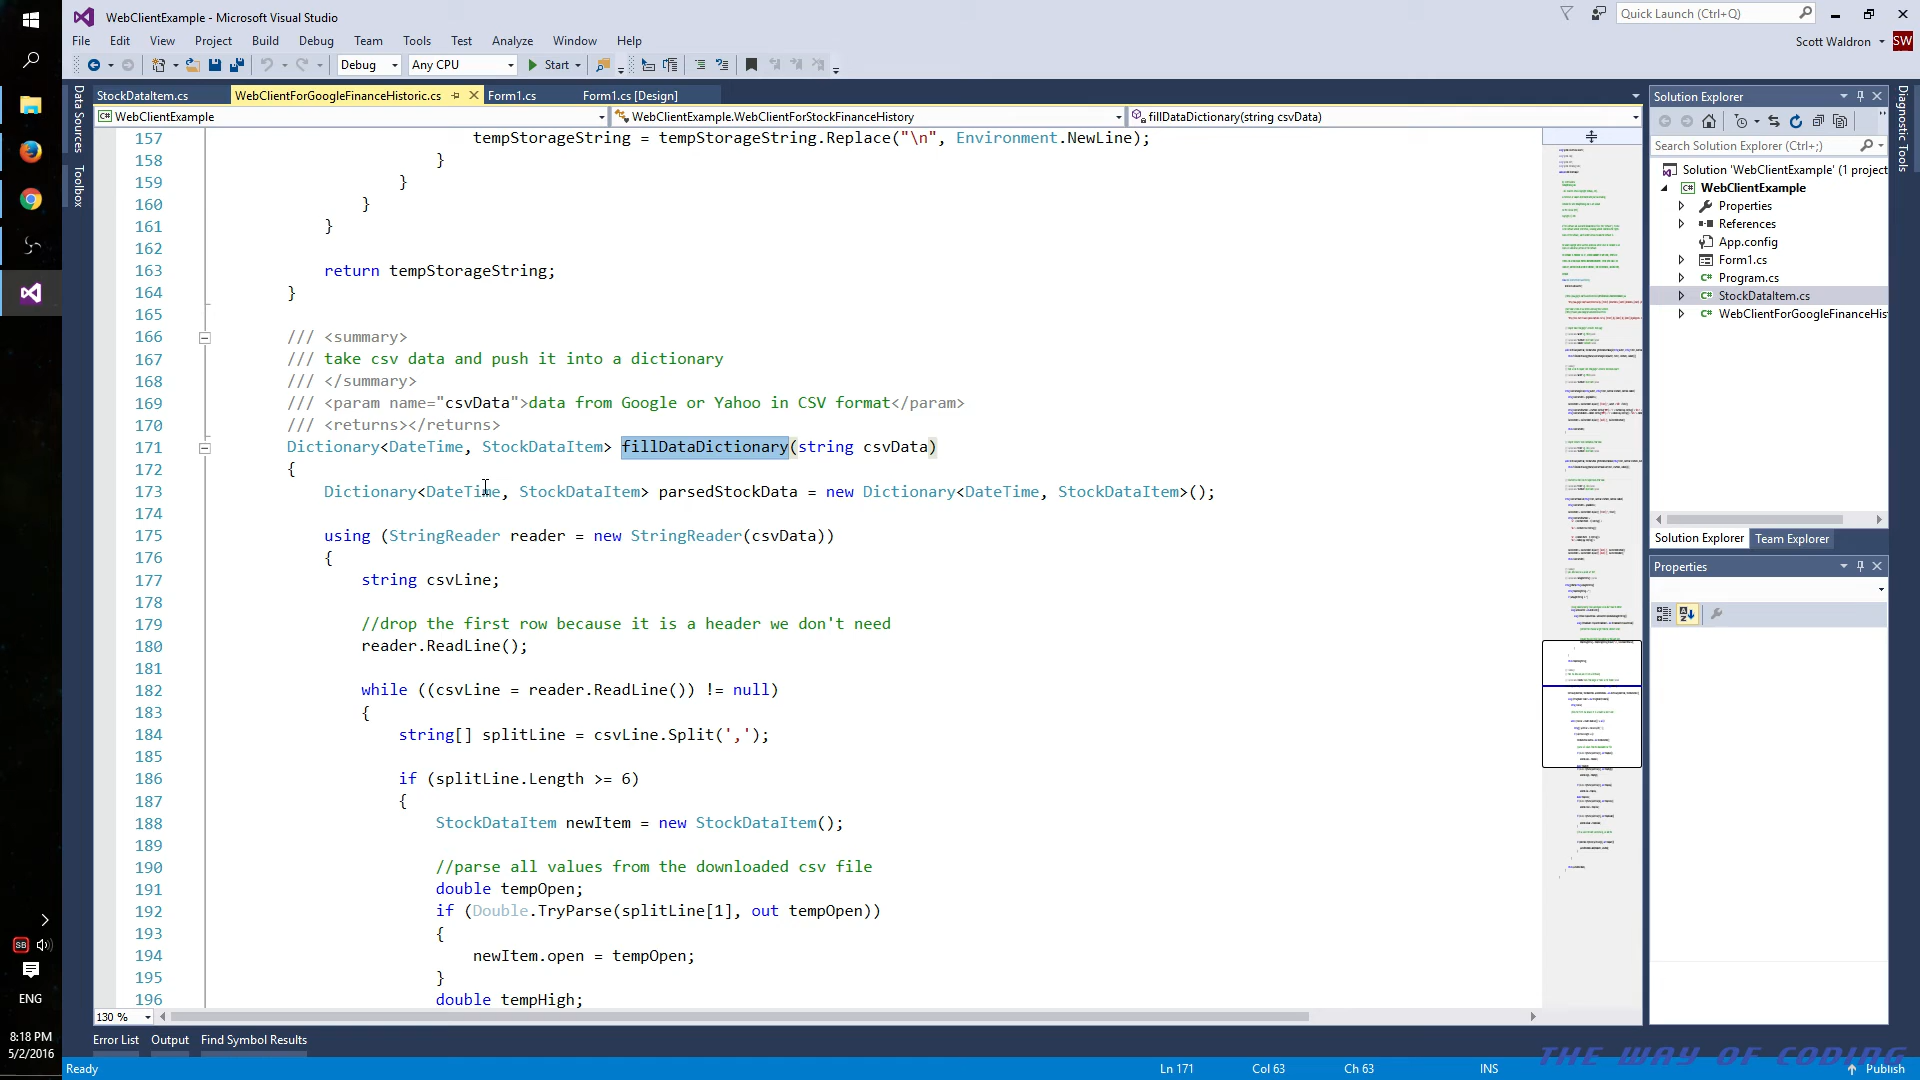 WebClientExample - Microsoft Visual Studio
Quick Launch (Ctrl+Q)
File Edit View Project Build Debug Team Tools Test Analyze Window Help
Scott Waldron SW
Debug Any CPU Start
Data Sources
Toolbox
StockDataItem.cs WebClientForGoogleFinanceHistoric.cs Form1.cs Form1.cs [Design]
WebClientExample WebClientExample.WebClientForStockFinanceHistory fillDataDictionary(string csvData)
157 tempStorageString = tempStorageString.Replace("\n", Environment.NewLine);
158 }
159 }
160 }
161 }
162
163 return tempStorageString;
164 }
165
166 /// <summary>
167 /// take csv data and push it into a dictionary
168 /// </summary>
169 /// <param name="csvData">data from Google or Yahoo in CSV format</param>
170 /// <returns></returns>
171 Dictionary<DateTime, StockDataItem> fillDataDictionary(string csvData)
172 {
173 Dictionary<DateTime, StockDataItem> parsedStockData = new Dictionary<DateTime, StockDataItem>();
174
175 using (StringReader reader = new StringReader(csvData))
176 {
177 string csvLine;
178
179 //drop the first row because it is a header we don't need
180 reader.ReadLine();
181
182 while ((csvLine = reader.ReadLine()) != null)
183 {
184 string[] splitLine = csvLine.Split(',');
185
186 if (splitLine.Length >= 6)
187 {
188 StockDataItem newItem = new StockDataItem();
189
190 //parse all values from the downloaded csv file
191 double tempOpen;
192 if (Double.TryParse(splitLine[1], out tempOpen))
193 {
194 newItem.open = tempOpen;
195 }
196 double tempHigh;
130 %
Solution Explorer
Search Solution Explorer (Ctrl+;)
Solution 'WebClientExample' (1 project
WebClientExample
Properties
References
App.config
Form1.cs
Program.cs
StockDataItem.cs
WebClientForGoogleFinanceHis
Solution Explorer Team Explorer
Properties
Diagnostic Tools
Error List Output Find Symbol Results
Ready Ln 171 Col 63 Ch 63 INS Publish
THE WAY OF CODING
SB
ENG
8:18 PM
5/2/2016